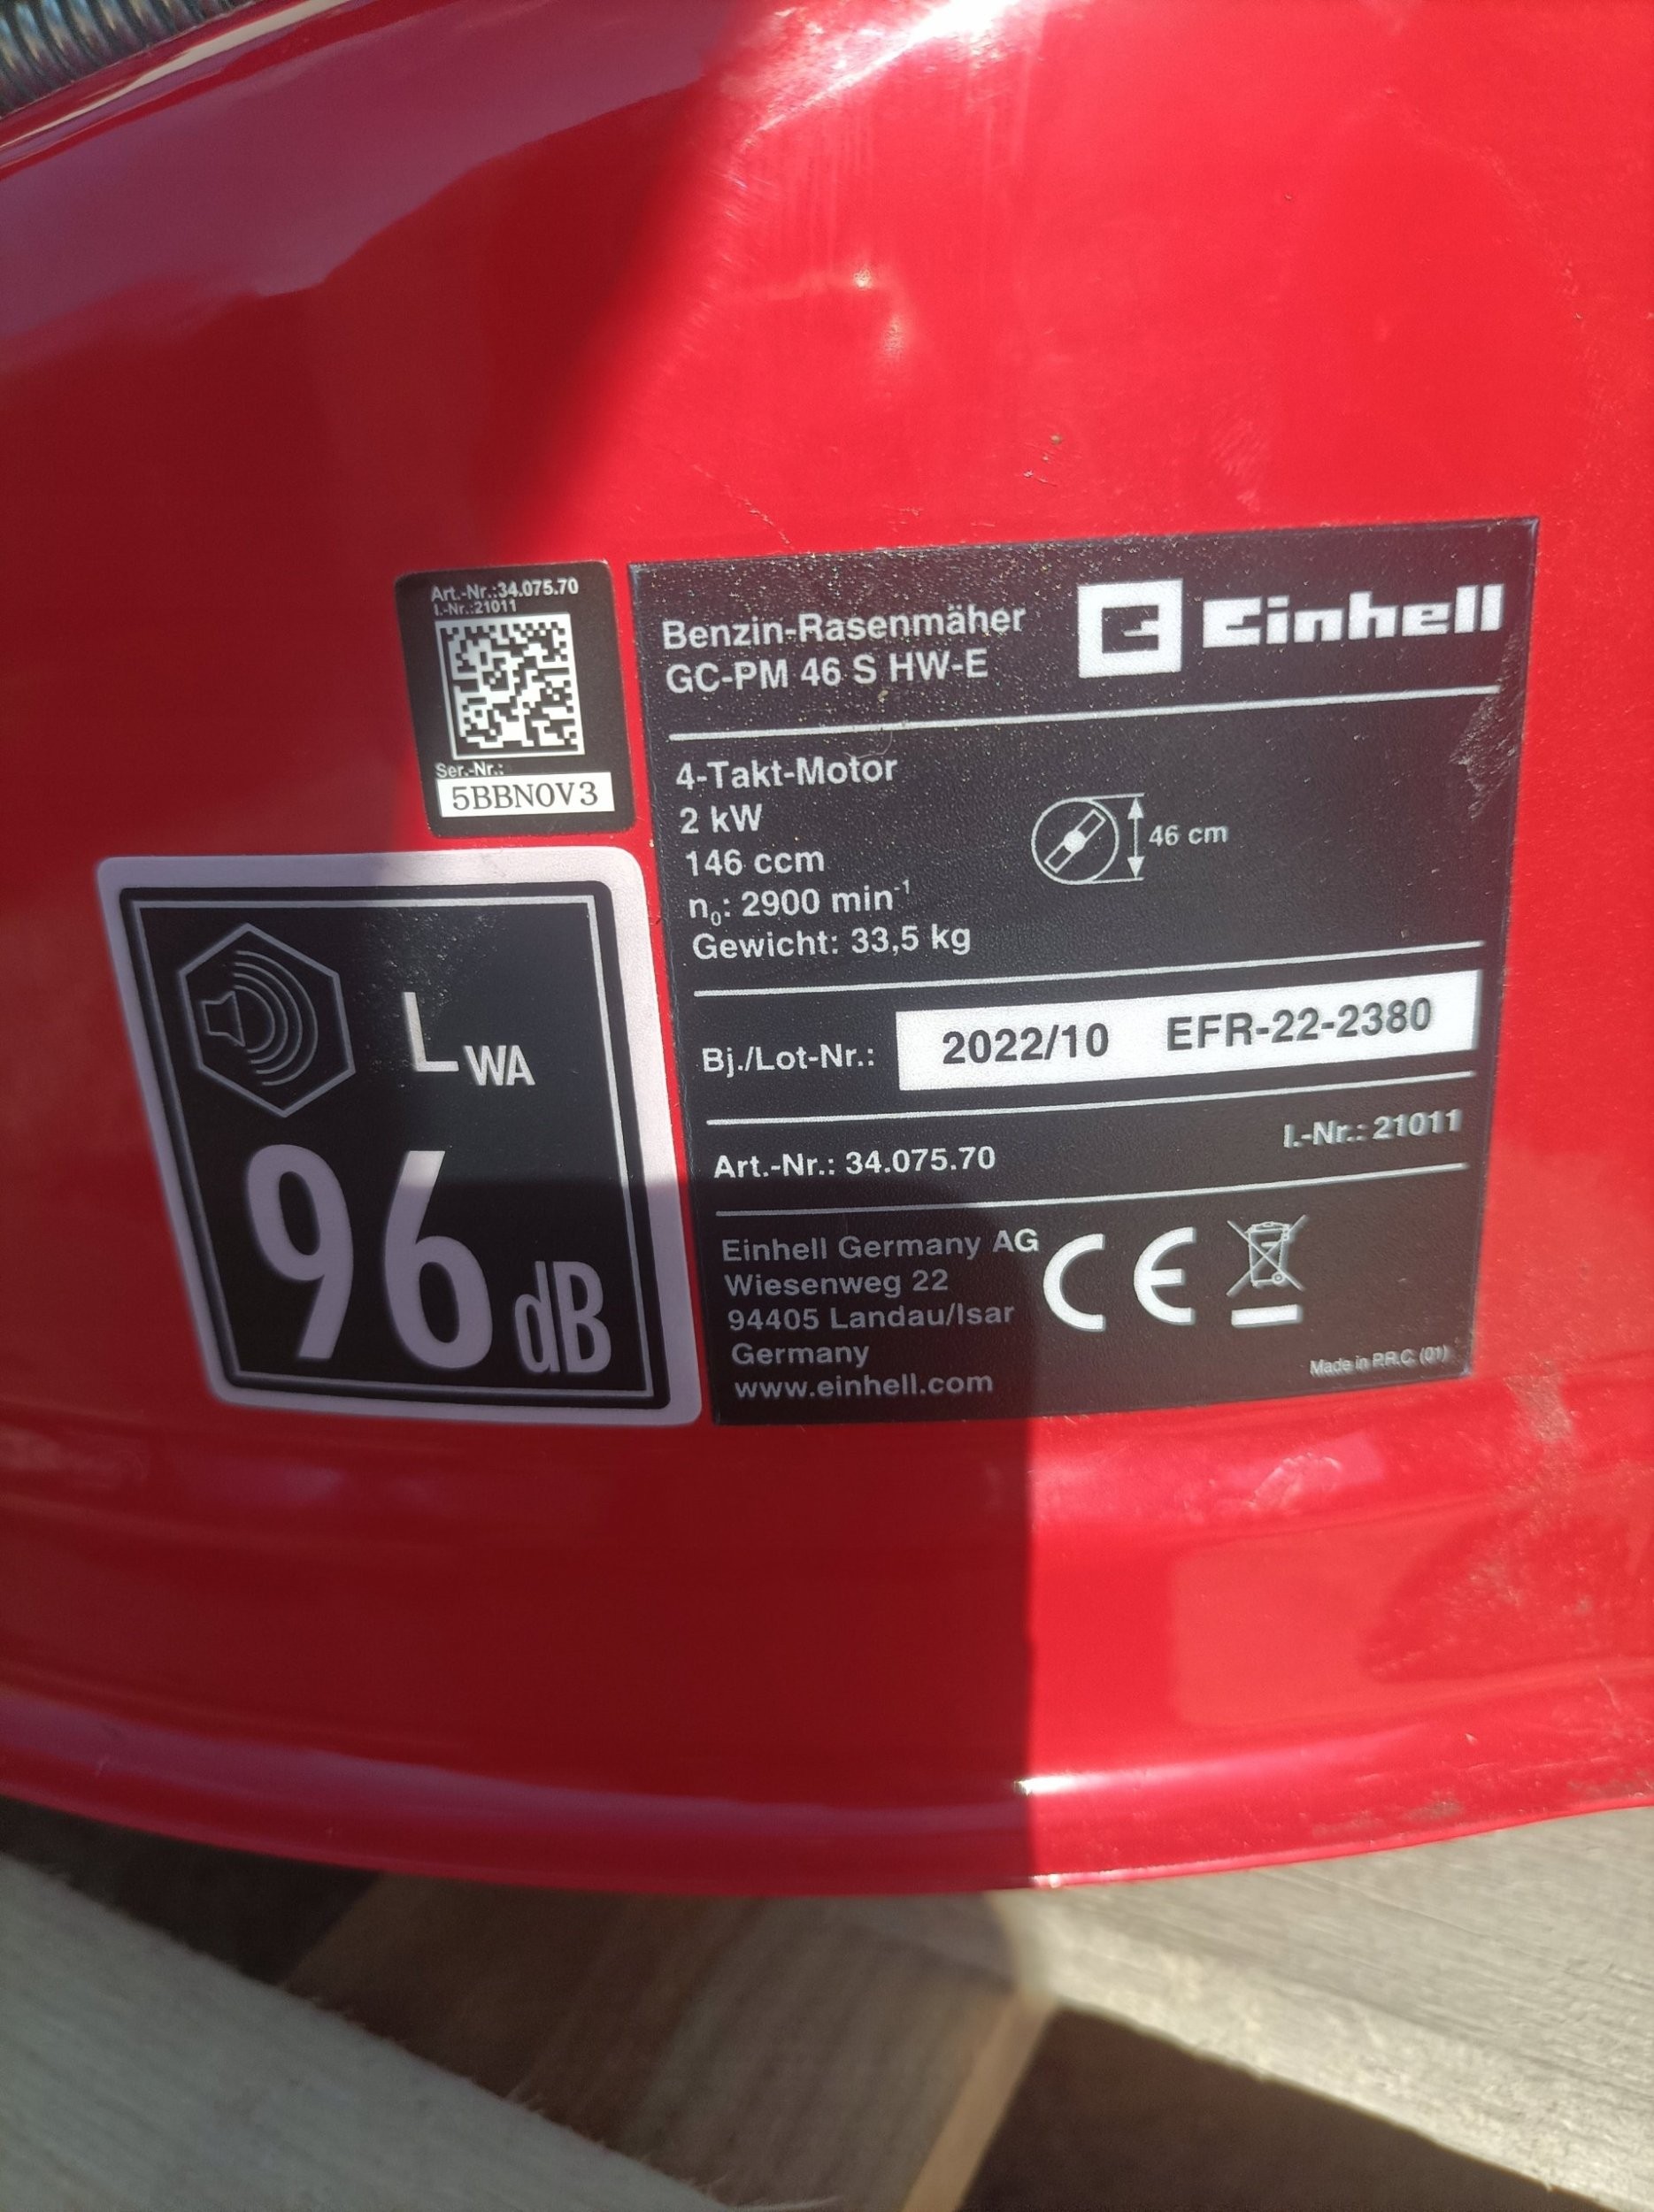 Art.-Nr.:34.075.70
I.-Nr.:21011
Ser.-Nr.:
5BBN0V3
Benzin-Rasenmäher
GC-PM 46 S HW-E
Einhell
4-Takt-Motor
2 kW
146 ccm
n₀: 2900 min⁻¹
Gewicht: 33,5 kg
46 cm
Bj./Lot-Nr.: 2022/10 EFR-22-2380
Art.-Nr.: 34.075.70 I.-Nr.: 21011
Einhell Germany AG
Wiesenweg 22
94405 Landau/Isar
Germany
www.einhell.com
CE
Made in P.R.C. (01)
LWA
96 dB